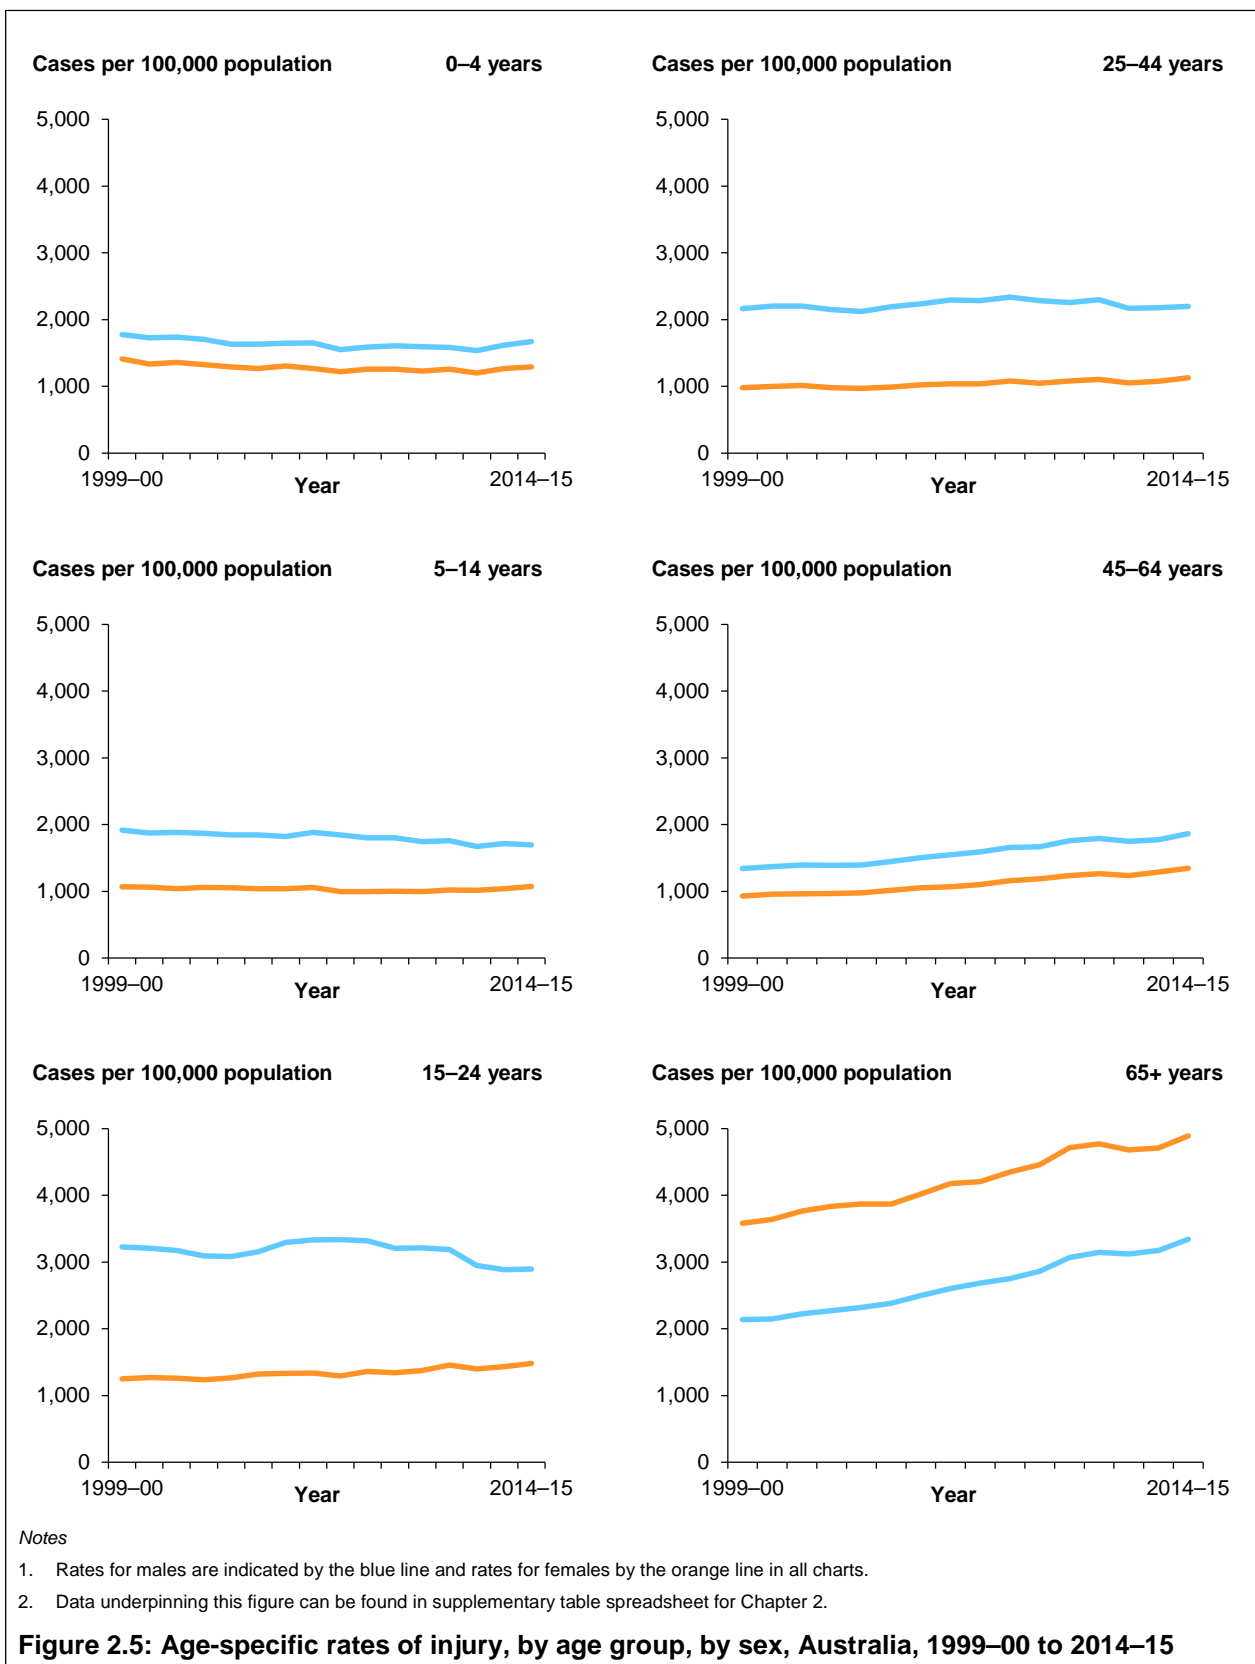 Cases per 100,000 population 0–4 years
5,000
4,000
3,000
2,000
1,000
0
1999–00 2014–15
Year
Cases per 100,000 population 25–44 years
5,000
4,000
3,000
2,000
1,000
0
1999–00 2014–15
Year
Cases per 100,000 population 5–14 years
5,000
4,000
3,000
2,000
1,000
0
1999–00 2014–15
Year
Cases per 100,000 population 45–64 years
5,000
4,000
3,000
2,000
1,000
0
1999–00 2014–15
Year
Cases per 100,000 population 15–24 years
5,000
4,000
3,000
2,000
1,000
0
1999–00 2014–15
Year
Cases per 100,000 population 65+ years
5,000
4,000
3,000
2,000
1,000
0
1999–00 2014–15
Year
Notes
1. Rates for males are indicated by the blue line and rates for females by the orange line in all charts.
2. Data underpinning this figure can be found in supplementary table spreadsheet for Chapter 2.
Figure 2.5: Age-specific rates of injury, by age group, by sex, Australia, 1999–00 to 2014–15